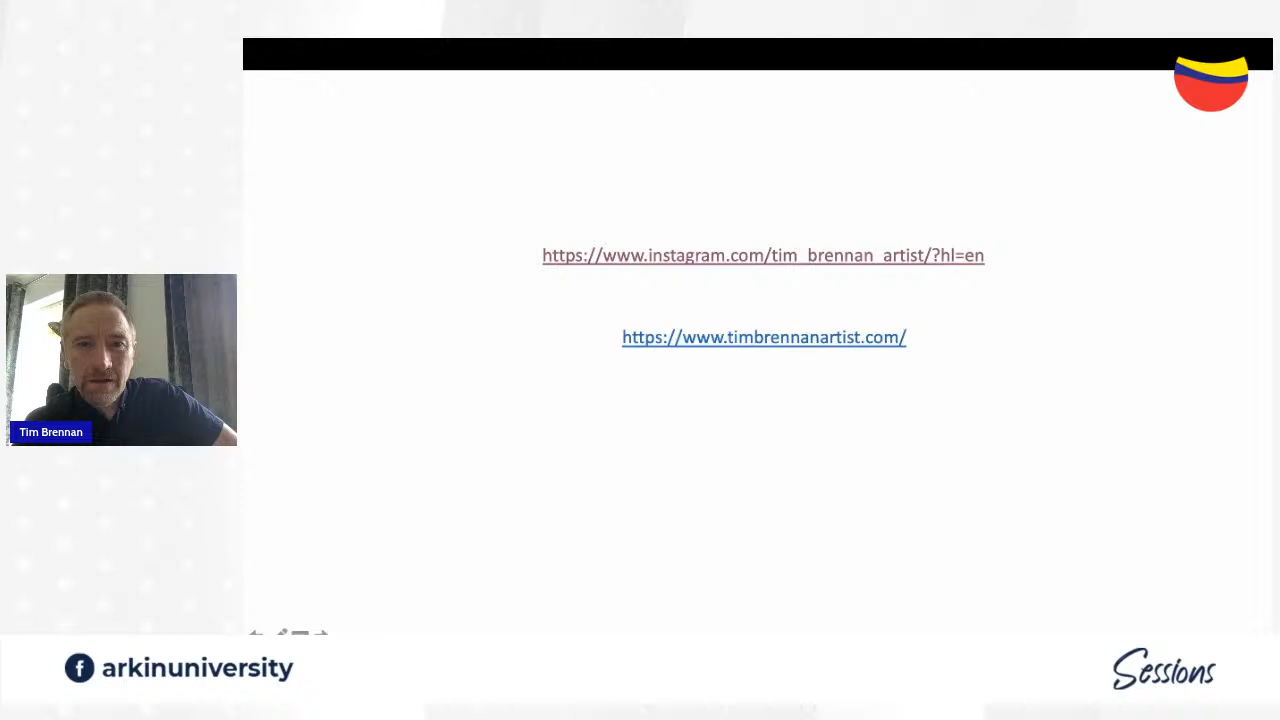 https://www.instagram.com/tim_brennan_artist/?hl=en
https://www.timbrennanartist.com/
Tim Brennan
arkinuniversity
Sessions